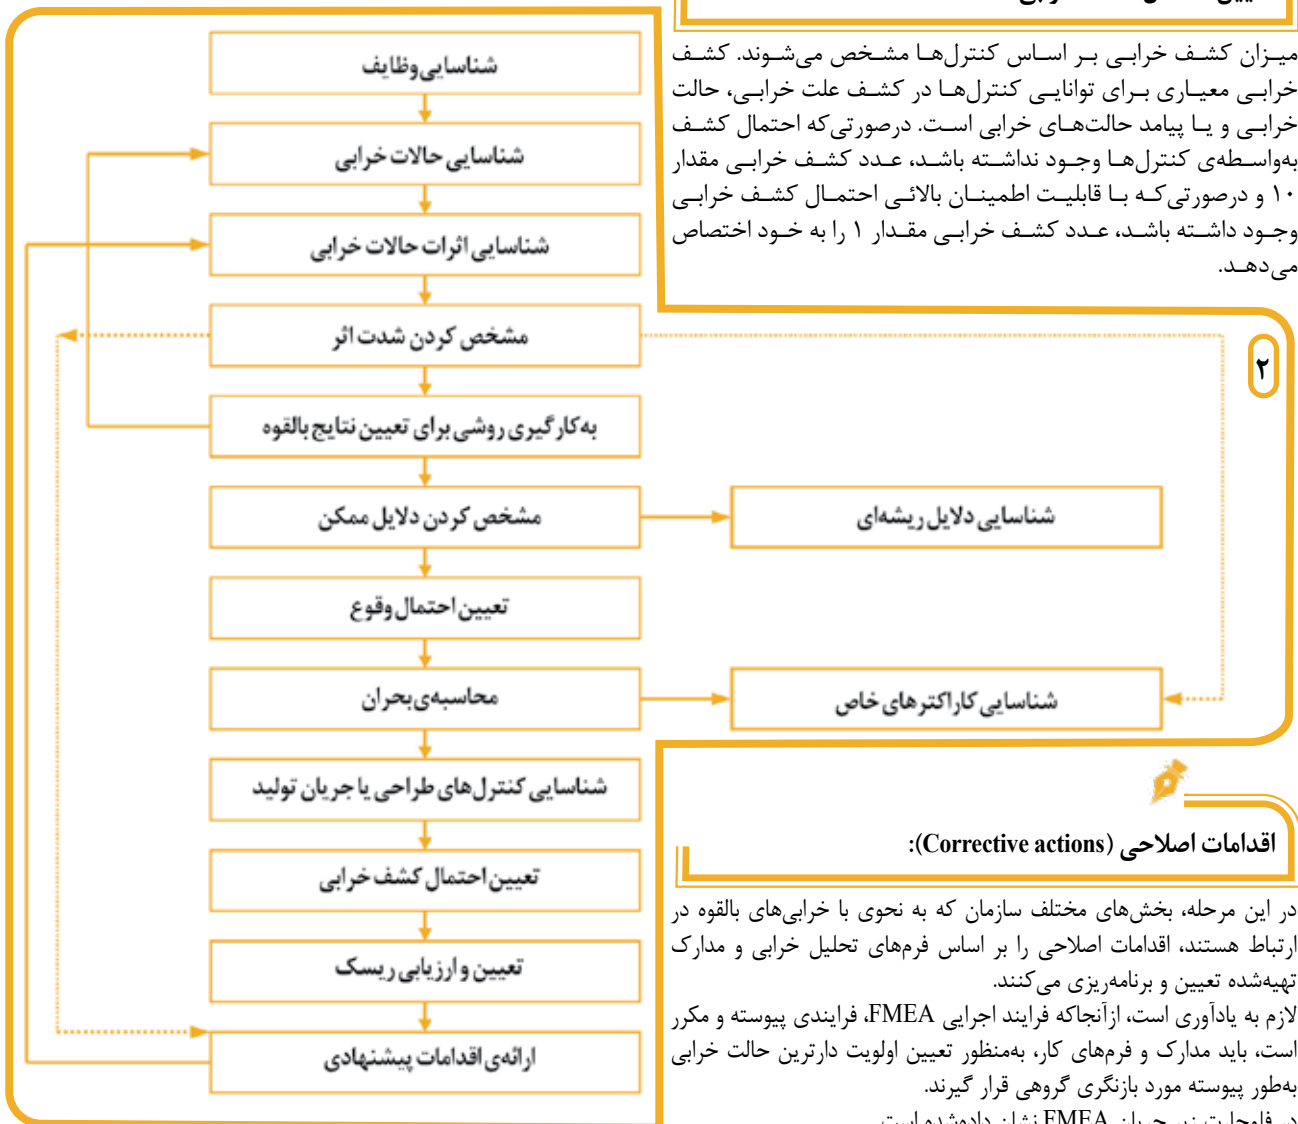 میزان کشف خرابی بر اساس کنترل‌ها مشخص می‌شوند. کشف
خرابی معیاری برای توانایی کنترل‌ها در کشف علت خرابی، حالت
خرابی و یا پیامد حالت‌های خرابی است. درصورتی‌که احتمال کشف
به‌واسطه‌ی کنترل‌ها وجود نداشته باشد، عدد کشف خرابی مقدار
۱۰ و درصورتی‌که با قابلیت اطمینان بالائی احتمال کشف خرابی
وجود داشته باشد، عدد کشف خرابی مقدار ۱ را به خود اختصاص
می‌دهد.
۲
شناسایی وظایف
شناسایی حالات خرابی
شناسایی اثرات حالات خرابی
مشخص کردن شدت اثر
به‌کارگیری روشی برای تعیین نتایج بالقوه
مشخص کردن دلایل ممکن
شناسایی دلایل ریشه‌ای
تعیین احتمال وقوع
محاسبه‌ی بحران
شناسایی کاراکترهای خاص
شناسایی کنترل‌های طراحی یا جریان تولید
تعیین احتمال کشف خرابی
تعیین و ارزیابی ریسک
ارائه‌ی اقدامات پیشنهادی
اقدامات اصلاحی (Corrective actions):
در این مرحله، بخش‌های مختلف سازمان که به نحوی با خرابی‌های بالقوه در
ارتباط هستند، اقدامات اصلاحی را بر اساس فرم‌های تحلیل خرابی و مدارک
تهیه‌شده تعیین و برنامه‌ریزی می‌کنند.
لازم به یادآوری است، ازآنجاکه فرایند اجرایی FMEA، فرایندی پیوسته و مکرر
است، باید مدارک و فرم‌های کار، به‌منظور تعیین اولویت دارترین حالت خرابی
به‌طور پیوسته مورد بازنگری گروهی قرار گیرند.
در فلوچارت زیر جریان FMEA نشان داده‌شده است